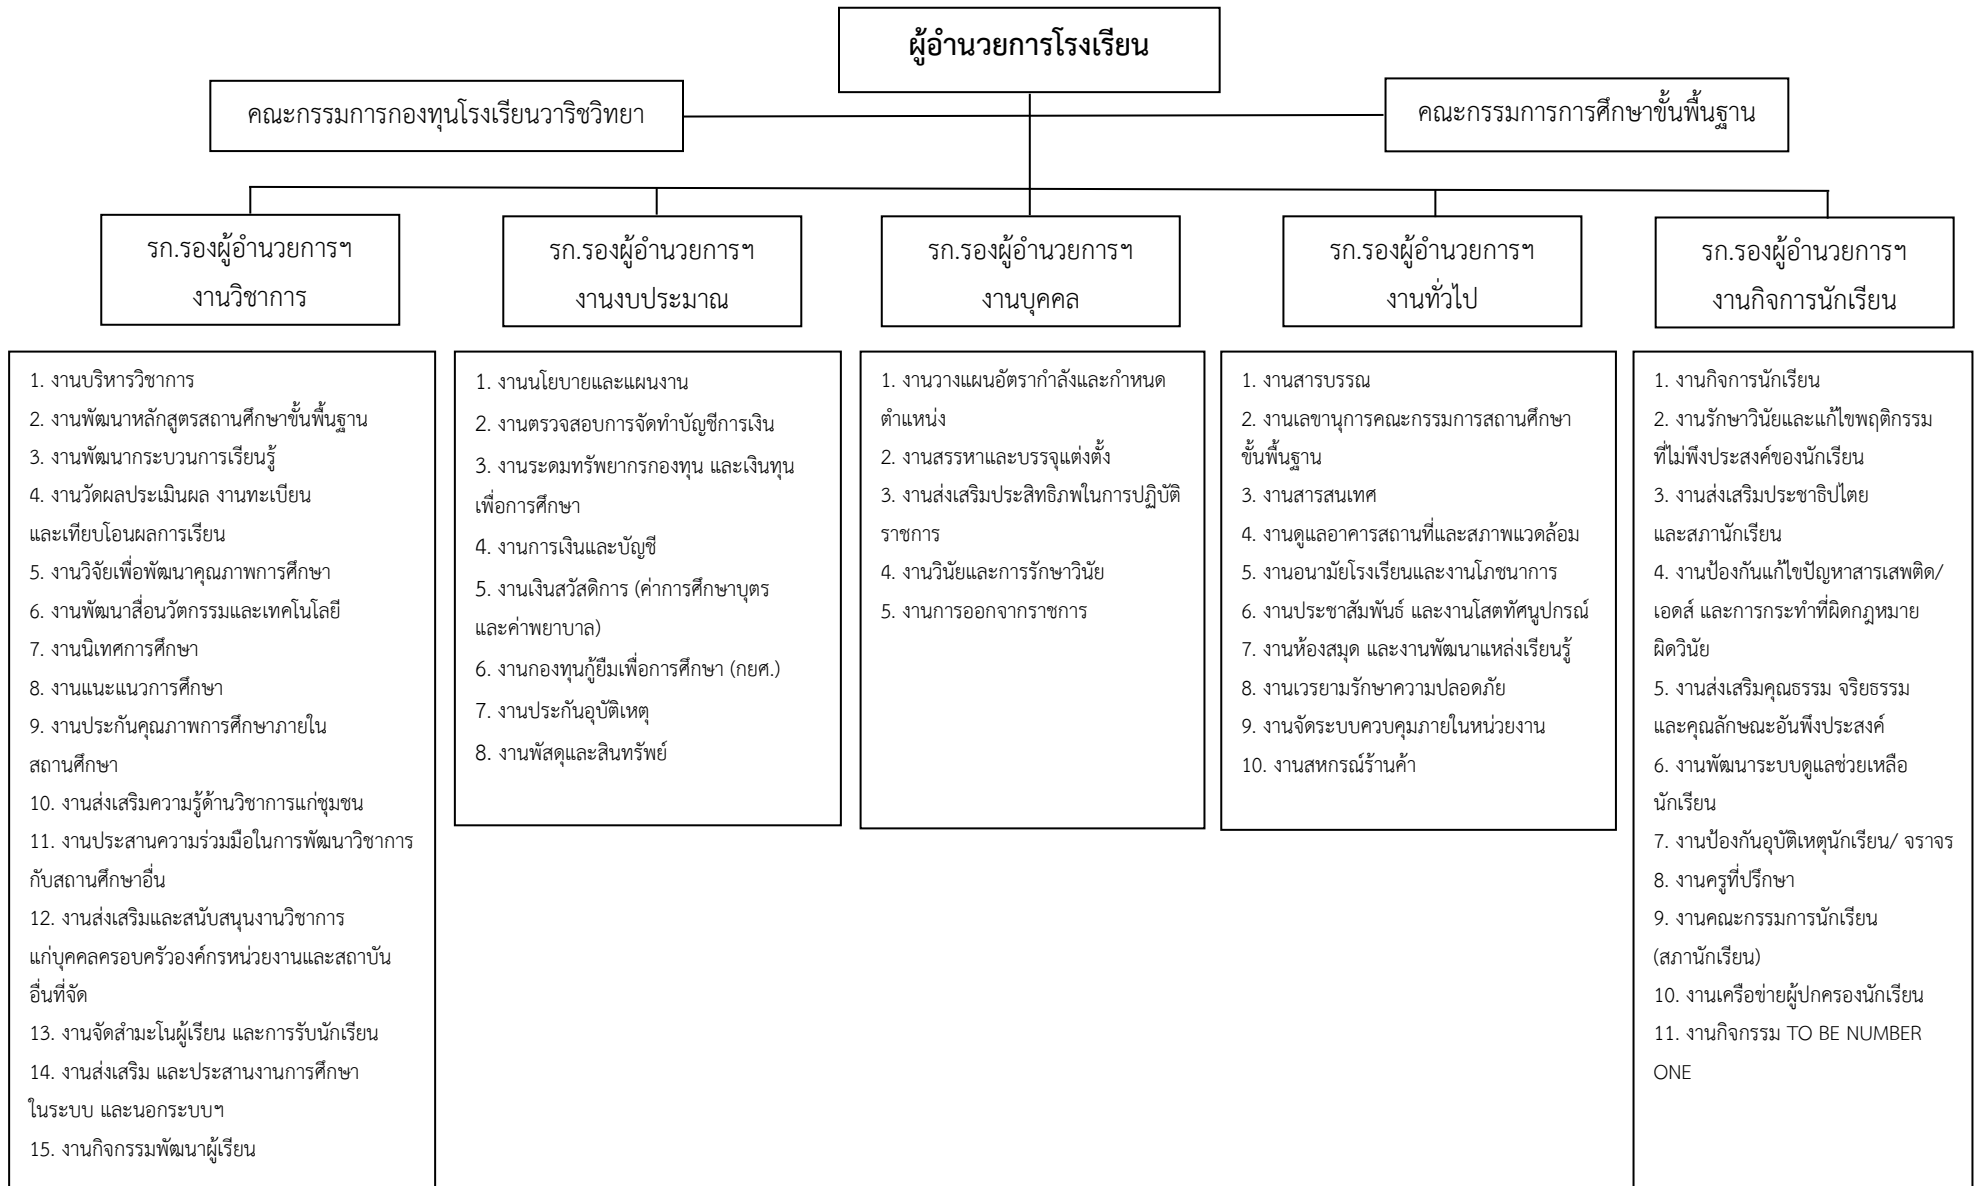 ผู้อำนวยการโรงเรียน
คณะกรรมการกองทุนโรงเรียนวาริชวิทยา
คณะกรรมการการศึกษาขั้นพื้นฐาน
รก.รองผู้อำนวยการฯ
งานวิชาการ
รก.รองผู้อำนวยการฯ
งานงบประมาณ
รก.รองผู้อำนวยการฯ
งานบุคคล
รก.รองผู้อำนวยการฯ
งานทั่วไป
รก.รองผู้อำนวยการฯ
งานกิจการนักเรียน
1. งานบริหารวิชาการ
2. งานพัฒนาหลักสูตรสถานศึกษาขั้นพื้นฐาน
3. งานพัฒนากระบวนการเรียนรู้
4. งานวัดผลประเมินผล งานทะเบียน
และเทียบโอนผลการเรียน
5. งานวิจัยเพื่อพัฒนาคุณภาพการศึกษา
6. งานพัฒนาสื่อนวัตกรรมและเทคโนโลยี
7. งานนิเทศการศึกษา
8. งานแนะแนวการศึกษา
9. งานประกันคุณภาพการศึกษาภายใน
สถานศึกษา
10. งานส่งเสริมความรู้ด้านวิชาการแก่ชุมชน
11. งานประสานความร่วมมือในการพัฒนาวิชาการ
กับสถานศึกษาอื่น
12. งานส่งเสริมและสนับสนุนงานวิชาการ
แก่บุคคลครอบครัวองค์กรหน่วยงานและสถาบัน
อื่นที่จัด
13. งานจัดสำมะโนผู้เรียน และการรับนักเรียน
14. งานส่งเสริม และประสานงานการศึกษา
ในระบบ และนอกระบบฯ
15. งานกิจกรรมพัฒนาผู้เรียน
1. งานนโยบายและแผนงาน
2. งานตรวจสอบการจัดทำบัญชีการเงิน
3. งานระดมทรัพยากรกองทุน และเงินทุน
เพื่อการศึกษา
4. งานการเงินและบัญชี
5. งานเงินสวัสดิการ (ค่าการศึกษาบุตร
และค่าพยาบาล)
6. งานกองทุนกู้ยืมเพื่อการศึกษา (กยศ.)
7. งานประกันอุบัติเหตุ
8. งานพัสดุและสินทรัพย์
1. งานวางแผนอัตรากำลังและกำหนด
ตำแหน่ง
2. งานสรรหาและบรรจุแต่งตั้ง
3. งานส่งเสริมประสิทธิภพในการปฏิบัติ
ราชการ
4. งานวินัยและการรักษาวินัย
5. งานการออกจากราชการ
1. งานสารบรรณ
2. งานเลขานุการคณะกรรมการสถานศึกษา
ขั้นพื้นฐาน
3. งานสารสนเทศ
4. งานดูแลอาคารสถานที่และสภาพแวดล้อม
5. งานอนามัยโรงเรียนและงานโภชนาการ
6. งานประชาสัมพันธ์ และงานโสตทัศนูปกรณ์
7. งานห้องสมุด และงานพัฒนาแหล่งเรียนรู้
8. งานเวรยามรักษาความปลอดภัย
9. งานจัดระบบควบคุมภายในหน่วยงาน
10. งานสหกรณ์ร้านค้า
1. งานกิจการนักเรียน
2. งานรักษาวินัยและแก้ไขพฤติกรรม
ที่ไม่พึงประสงค์ของนักเรียน
3. งานส่งเสริมประชาธิปไตย
และสภานักเรียน
4. งานป้องกันแก้ไขปัญหาสารเสพติด/
เอดส์ และการกระทำที่ผิดกฎหมาย
ผิดวินัย
5. งานส่งเสริมคุณธรรม จริยธรรม
และคุณลักษณะอันพึงประสงค์
6. งานพัฒนาระบบดูแลช่วยเหลือ
นักเรียน
7. งานป้องกันอุบัติเหตุนักเรียน/ จราจร
8. งานครูที่ปรึกษา
9. งานคณะกรรมการนักเรียน
(สภานักเรียน)
10. งานเครือข่ายผู้ปกครองนักเรียน
11. งานกิจกรรม TO BE NUMBER
ONE